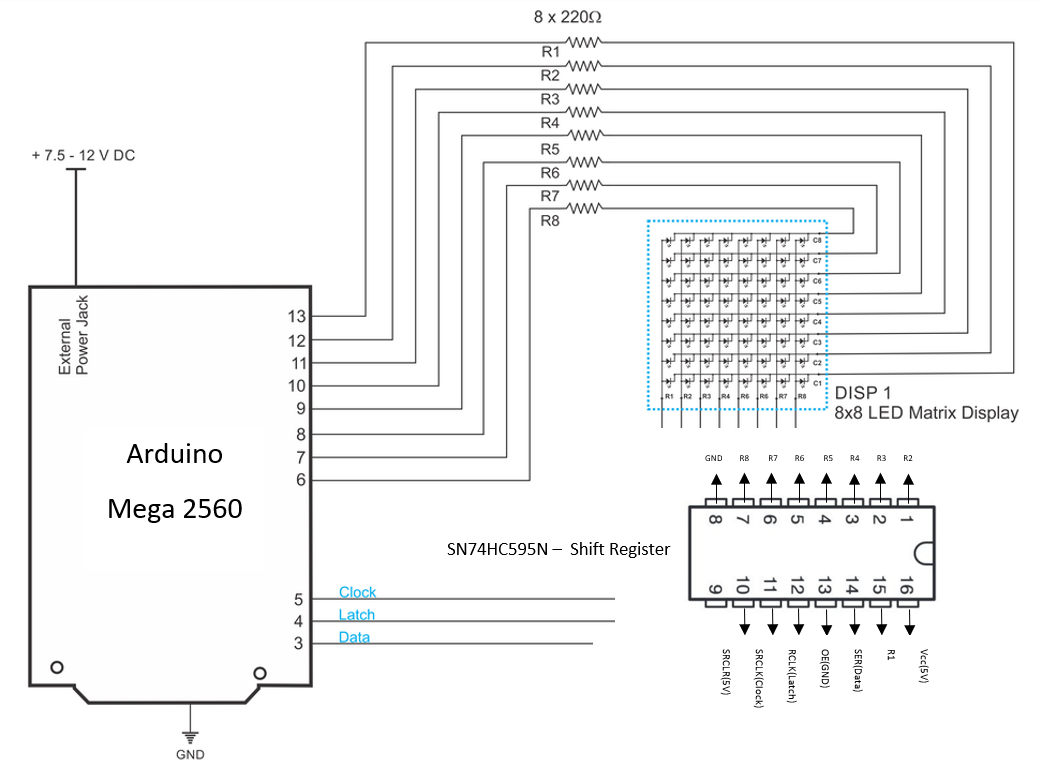 8 x 220Ω
R1
R2
R3
R4
R5
R6
R7
R8
+ 7.5 - 12 V DC
External
Power Jack
13
12
11
10
9
8
7
6
Arduino
Mega 2560
5 Clock
4 Latch
3 Data
GND
C8
C7
C6
C5
C4
C3
C2
C1
R1 R2 R3 R4 R6 R6 R7 R8
DISP 1
8x8 LED Matrix Display
GND R8 R7 R6 R5 R4 R3 R2
8 7 6 5 4 3 2 1
SN74HC595N – Shift Register
9 10 11 12 13 14 15 16
SRCLR(5V)
SRCLK(Clock)
RCLK(Latch)
OE(GND)
SER(Data)
R1
Vcc(5V)